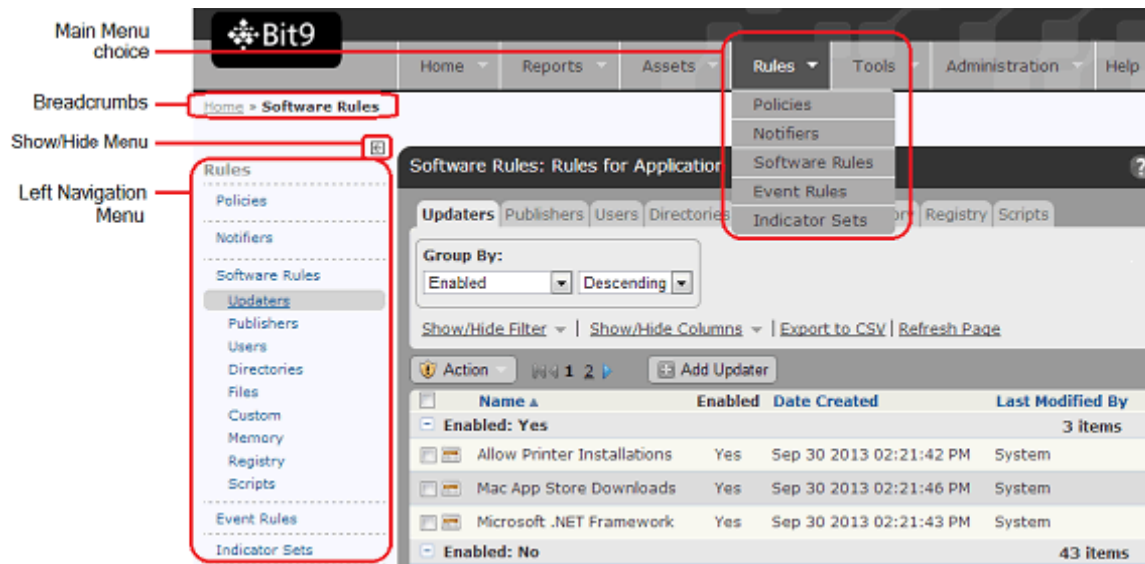 Main Menu
choice
Bit9
Home Reports Assets Rules Tools Administration Help
Breadcrumbs
Home » Software Rules
Policies
Notifiers
Software Rules
Event Rules
Indicator Sets
Show/Hide Menu
Left Navigation
Menu
Rules
Policies
Notifiers
Software Rules
Updaters
Publishers
Users
Directories
Files
Custom
Memory
Registry
Scripts
Event Rules
Indicator Sets
Software Rules: Rules for Application
?
Updaters Publishers Users Directories ory Registry Scripts
Group By:
Enabled Descending
Show/Hide Filter | Show/Hide Columns | Export to CSV | Refresh Page
Action 1 2 Add Updater
Name Enabled Date Created Last Modified By
Enabled: Yes 3 items
Allow Printer Installations Yes Sep 30 2013 02:21:42 PM System
Mac App Store Downloads Yes Sep 30 2013 02:21:46 PM System
Microsoft .NET Framework Yes Sep 30 2013 02:21:43 PM System
Enabled: No 43 items